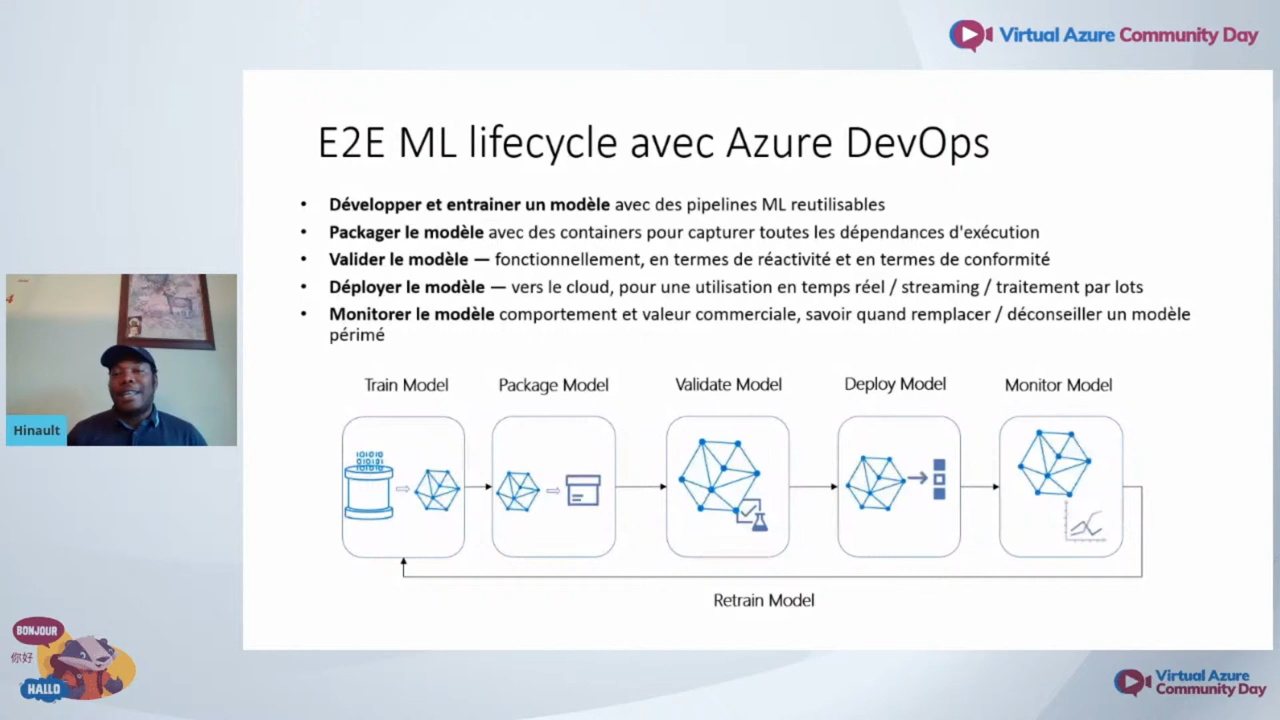 Virtual Azure Community Day
E2E ML lifecycle avec Azure DevOps
• Développer et entrainer un modèle avec des pipelines ML reutilisables
• Packager le modèle avec des containers pour capturer toutes les dépendances d'exécution
• Valider le modèle — fonctionnellement, en termes de réactivité et en termes de conformité
• Déployer le modèle — vers le cloud, pour une utilisation en temps réel / streaming / traitement par lots
• Monitorer le modèle comportement et valeur commerciale, savoir quand remplacer / déconseiller un modèle
périmé
Train Model
Package Model
Validate Model
Deploy Model
Monitor Model
Retrain Model
Hinault
BONJOUR
你好
HALLO
Virtual Azure
Community Day